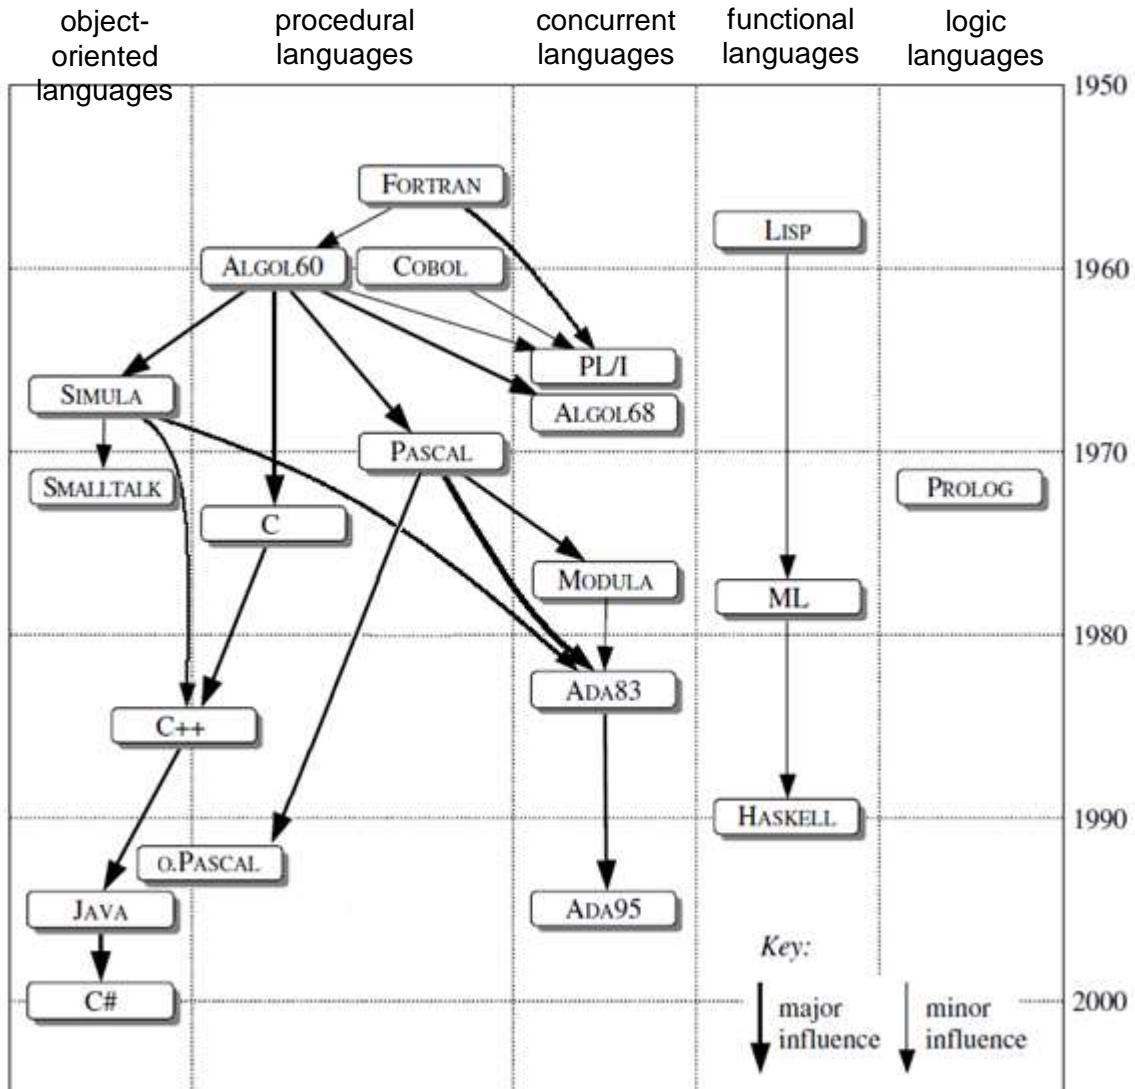 object-
oriented
languages
procedural
languages
concurrent
languages
functional
languages
logic
languages
1950
FORTRAN
LISP
ALGOL60
COBOL
1960
PL/I
SIMULA
ALGOL68
PASCAL
1970
SMALLTALK
PROLOG
C
MODULA
ML
1980
ADA83
C++
HASKELL
1990
O.PASCAL
JAVA
ADA95
Key:
C#
2000
major
influence
minor
influence